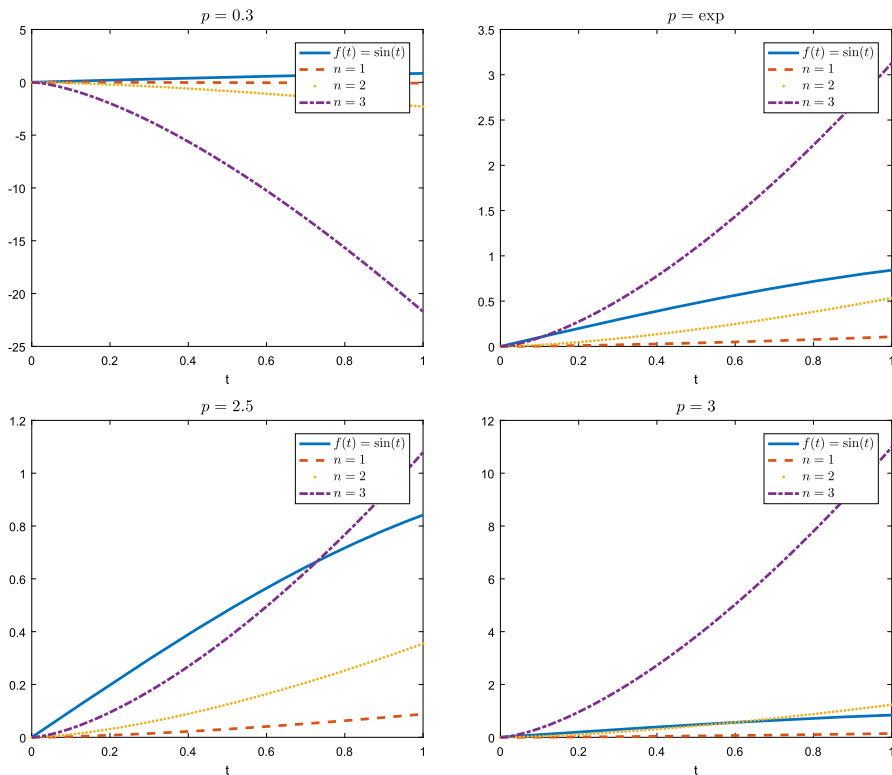 p = 0.3
5
0
-5
-10
-15
-20
-25
0 0.2 0.4 0.6 0.8 1
t
f(t) = sin(t)
n = 1
n = 2
n = 3
p = exp
3.5
3
2.5
2
1.5
1
0.5
0
0 0.2 0.4 0.6 0.8 1
t
f(t) = sin(t)
n = 1
n = 2
n = 3
p = 2.5
1.2
1
0.8
0.6
0.4
0.2
0
0 0.2 0.4 0.6 0.8 1
t
f(t) = sin(t)
n = 1
n = 2
n = 3
p = 3
12
10
8
6
4
2
0
0 0.2 0.4 0.6 0.8 1
t
f(t) = sin(t)
n = 1
n = 2
n = 3